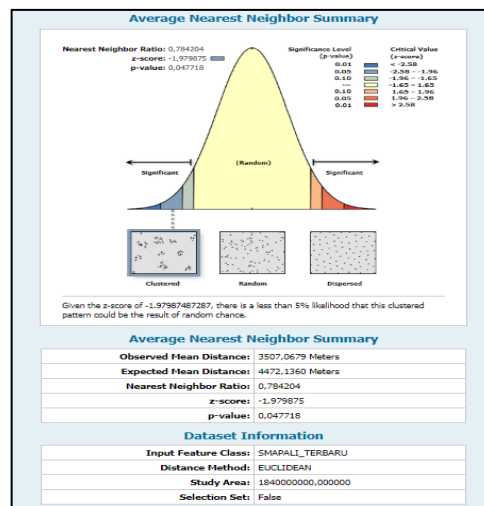 Average Nearest Neighbor Summary
Nearest Neighbor Ratio: 0,784204
z-score: -1,979875
p-value: 0,047718
Significance Level (p-value) Critical Value (z-score)
0.01 < -2.58
0.05 -2.58 - -1.96
0.10 -1.96 - -1.65
--- -1.65 - 1.65
0.10 1.65 - 1.96
0.05 1.96 - 2.58
0.01 > 2.58
(Random)
Significant Significant
Clustered Random Dispersed
Given the z-score of -1.97987487287, there is a less than 5% likelihood that this clustered
pattern could be the result of random chance.
Average Nearest Neighbor Summary
Observed Mean Distance: 3507,0679 Meters
Expected Mean Distance: 4472,1360 Meters
Nearest Neighbor Ratio: 0,784204
z-score: -1,979875
p-value: 0,047718
Dataset Information
Input Feature Class: SMAPALI_TERBARU
Distance Method: EUCLIDEAN
Study Area: 1840000000,000000
Selection Set: False